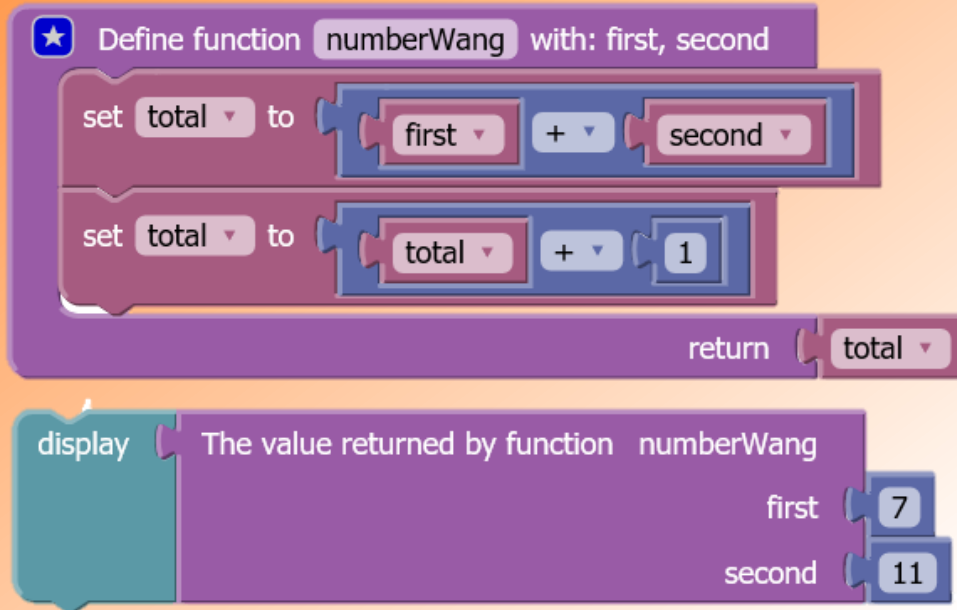 Define function numberWang with: first, second
set total to first + second
set total to total + 1
return total
display The value returned by function numberWang
first 7
second 11